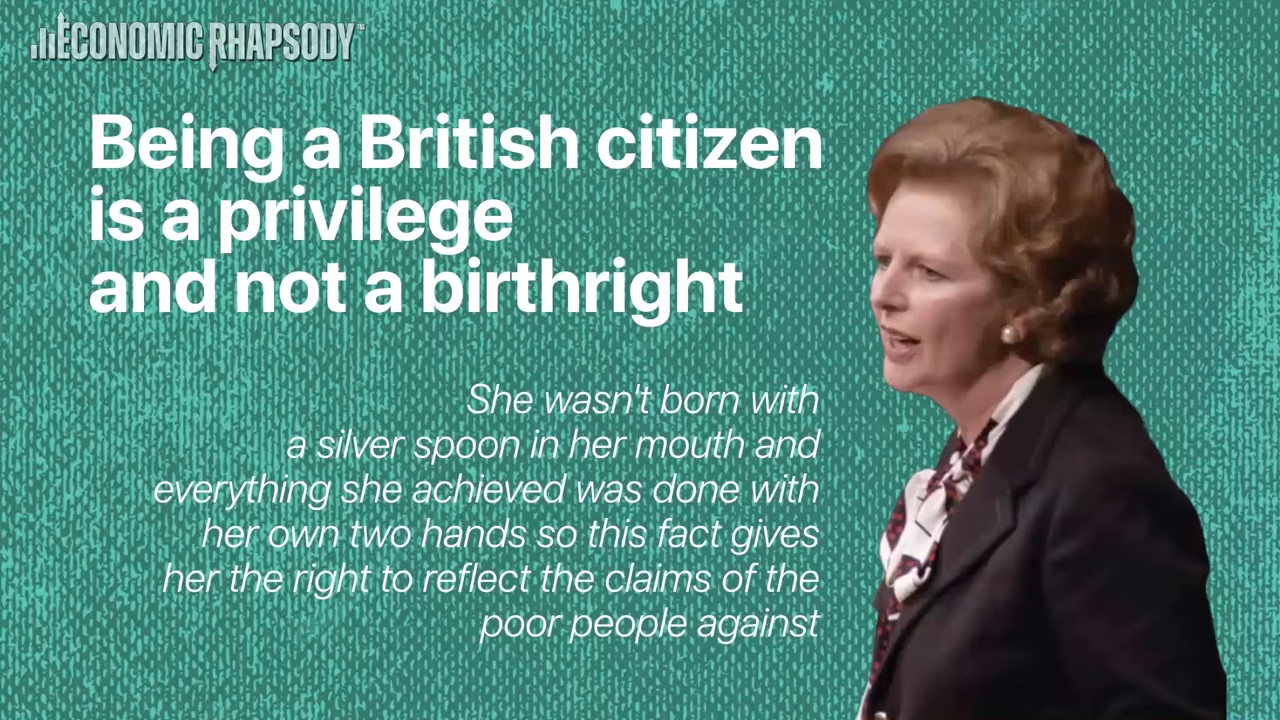 ECONOMIC RHAPSODY™
Being a British citizen
is a privilege
and not a birthright
She wasn't born with
a silver spoon in her mouth and
everything she achieved was done with
her own two hands so this fact gives
her the right to reflect the claims of the
poor people against